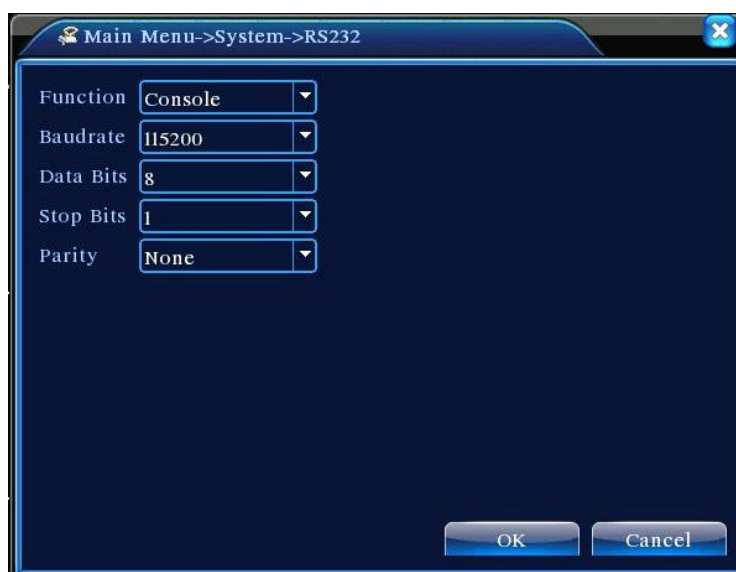 Main Menu->System->RS232
Function Console
Baudrate 115200
Data Bits 8
Stop Bits 1
Parity None
OK Cancel